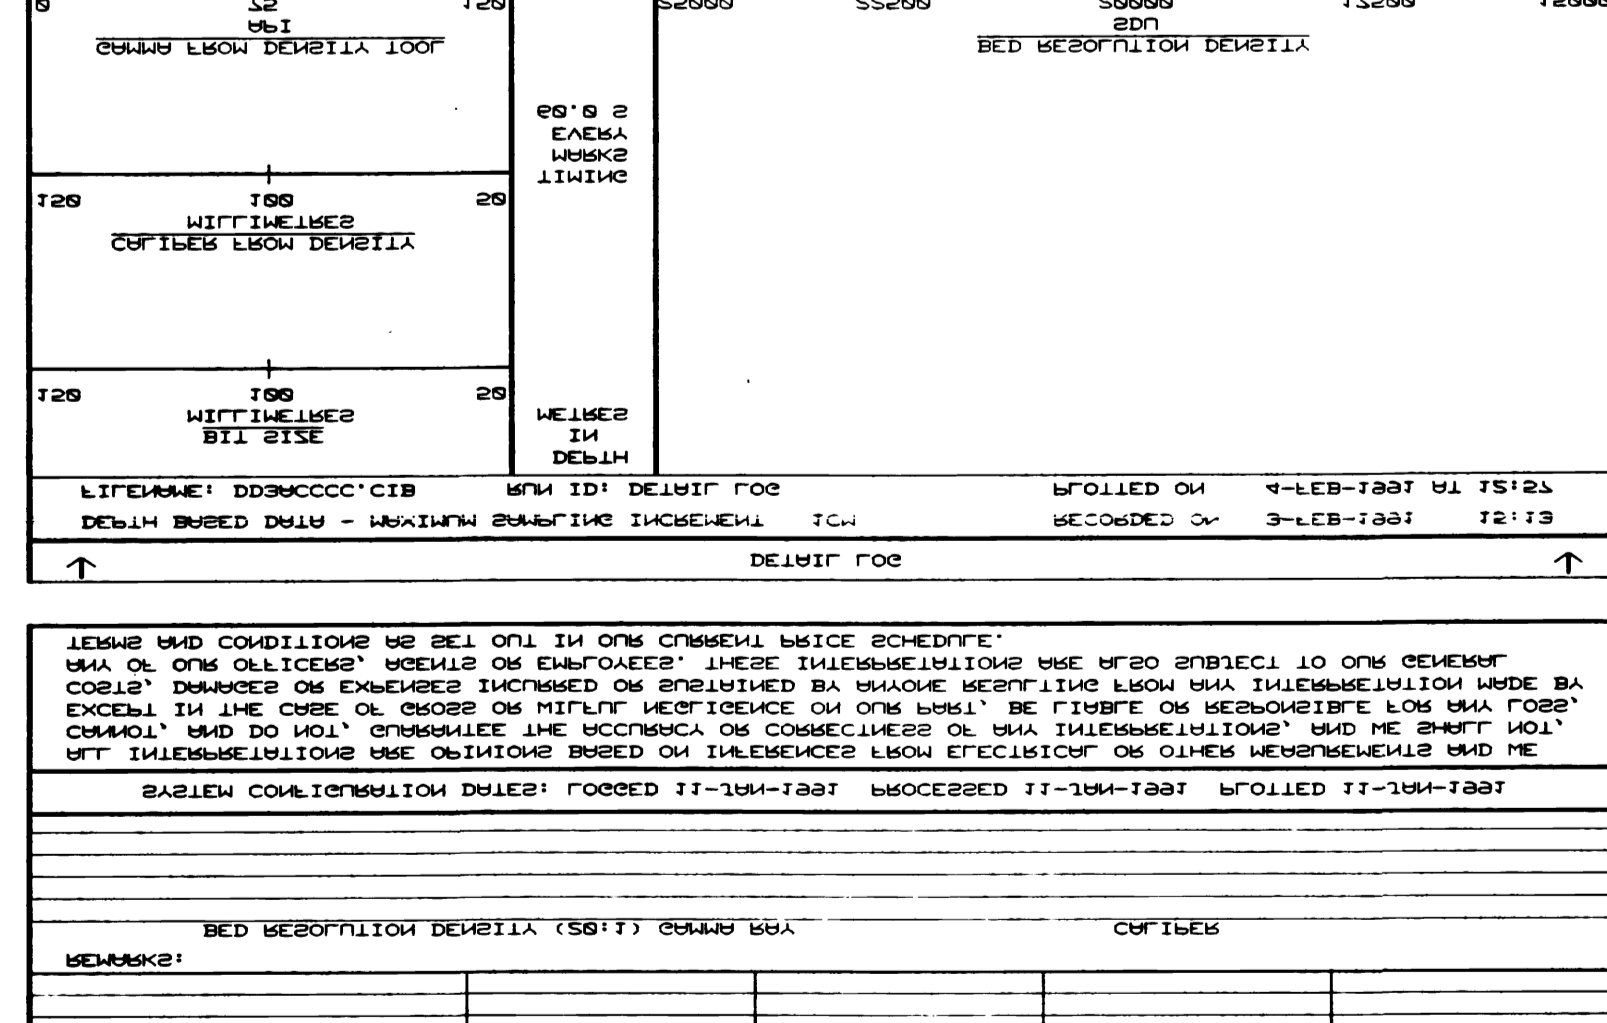 REMARKS:
BED RESOLUTION DENSITY (20:1) GAMMA RAY CALIPER
SYSTEM CONFIGURATION DATES: LOGGED 11-JAN-1991 PROCESSED 11-JAN-1991 PLOTTED 11-JAN-1991
ALL INTERPRETATIONS ARE OPINIONS BASED ON INFERENCES FROM ELECTRICAL OR OTHER MEASUREMENTS AND WE
CANNOT, AND DO NOT, GUARANTEE THE ACCURACY OR CORRECTNESS OF ANY INTERPRETATIONS, AND WE SHALL NOT,
EXCEPT IN THE CASE OF GROSS OR WILFUL NEGLIGENCE ON OUR PART, BE LIABLE OR RESPONSIBLE FOR ANY LOSS,
COSTS, DAMAGES OR EXPENSES INCURRED OR SUSTAINED BY ANYONE RESULTING FROM ANY INTERPRETATION MADE BY
ANY OF OUR OFFICERS, AGENTS OR EMPLOYEES. THESE INTERPRETATIONS ARE ALSO SUBJECT TO OUR GENERAL
TERMS AND CONDITIONS AS SET OUT IN OUR CURRENT PRICE SCHEDULE.
DETAIL LOG
DEPTH BASED DATA - MAXIMUM SAMPLING INCREMENT 1CM RECORDED ON 3-FEB-1991 15:13
FILENAME: DD3ACCCC.CIB RUN ID: DETAIL LOG PLOTTED ON 4-FEB-1991 AT 12:57
DEPTH
IN
METRES
BIT SIZE
MILLIMETRES
150 100 50
CALIPER FROM DENSITY
MILLIMETRES
150 100 50
TIMING
MARKS
EVERY
60.0 S
GAMMA FROM DENSITY TOOL
API
0 75 150
BED RESOLUTION DENSITY
SDU
25000 22500 20000 17500 15000